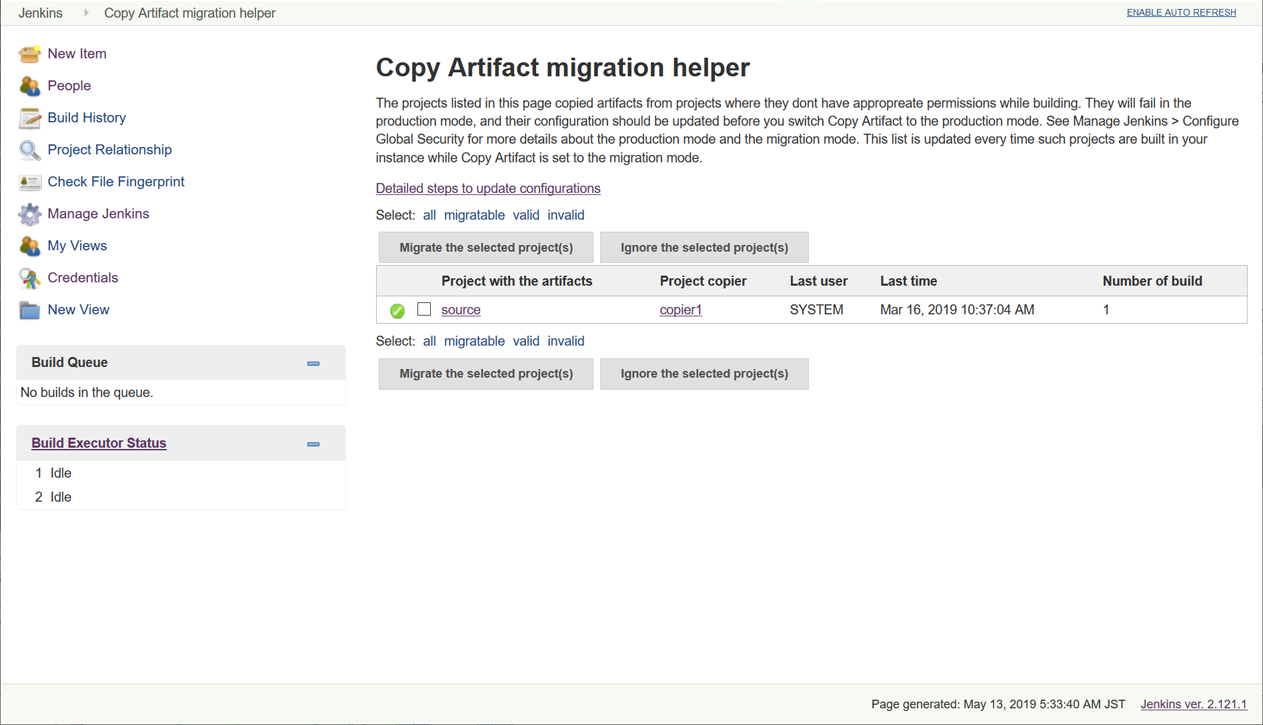 Jenkins Copy Artifact migration helper ENABLE AUTO REFRESH
New Item
People
Build History
Project Relationship
Check File Fingerprint
Manage Jenkins
My Views
Credentials
New View
Build Queue
No builds in the queue.
Build Executor Status
1 Idle
2 Idle
Copy Artifact migration helper
The projects listed in this page copied artifacts from projects where they dont have appropreate permissions while building. They will fail in the
production mode, and their configuration should be updated before you switch Copy Artifact to the production mode. See Manage Jenkins > Configure
Global Security for more details about the production mode and the migration mode. This list is updated every time such projects are built in your
instance while Copy Artifact is set to the migration mode.
Detailed steps to update configurations
Select: all migratable valid invalid
Migrate the selected project(s) Ignore the selected project(s)
Project with the artifacts Project copier Last user Last time Number of build
source copier1 SYSTEM Mar 16, 2019 10:37:04 AM 1
Select: all migratable valid invalid
Migrate the selected project(s) Ignore the selected project(s)
Page generated: May 13, 2019 5:33:40 AM JST Jenkins ver. 2.121.1